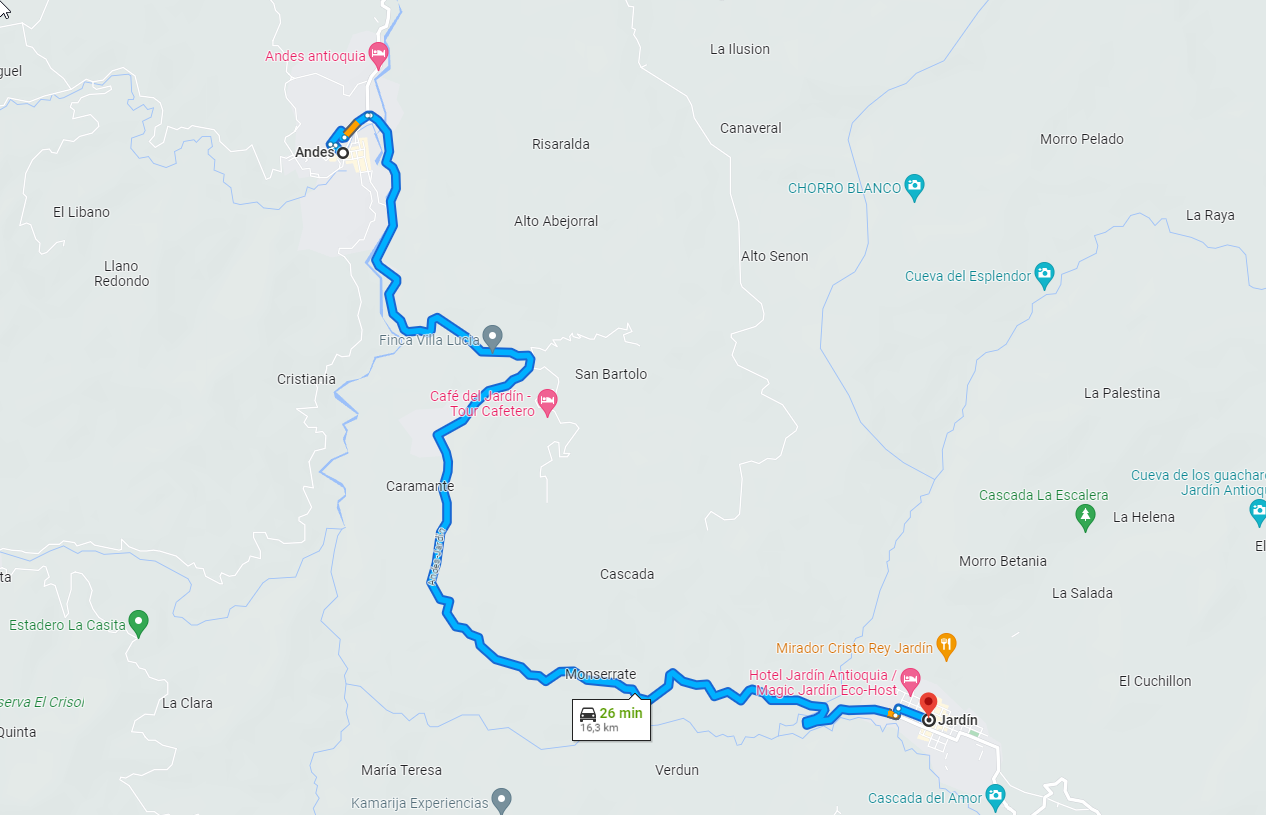 La Ilusion
Andes antioquia
guel
Canaveral
Risaralda
Morro Pelado
Andes
CHORRO BLANCO
El Libano
Alto Abejorral
La Raya
Alto Senon
Llano
Redondo
Cueva del Esplendor
Finca Villa Lucia
Cristiania
San Bartolo
La Palestina
Café del Jardín -
Tour Cafetero
Cueva de los guacharo
Jardín Antioqu
Caramante
Cascada La Escalera
La Helena
El
Andes-Jardín
Morro Betania
Cascada
ta
La Salada
Estadero La Casita
Mirador Cristo Rey Jardín
Monserrate
Hotel Jardín Antioquia /
Magic Jardín Eco-Host
El Cuchillon
serva El Crisol
La Clara
26 min
16,3 km
Jardín
Quinta
María Teresa
Verdun
Kamarija Experiencias
Cascada del Amor